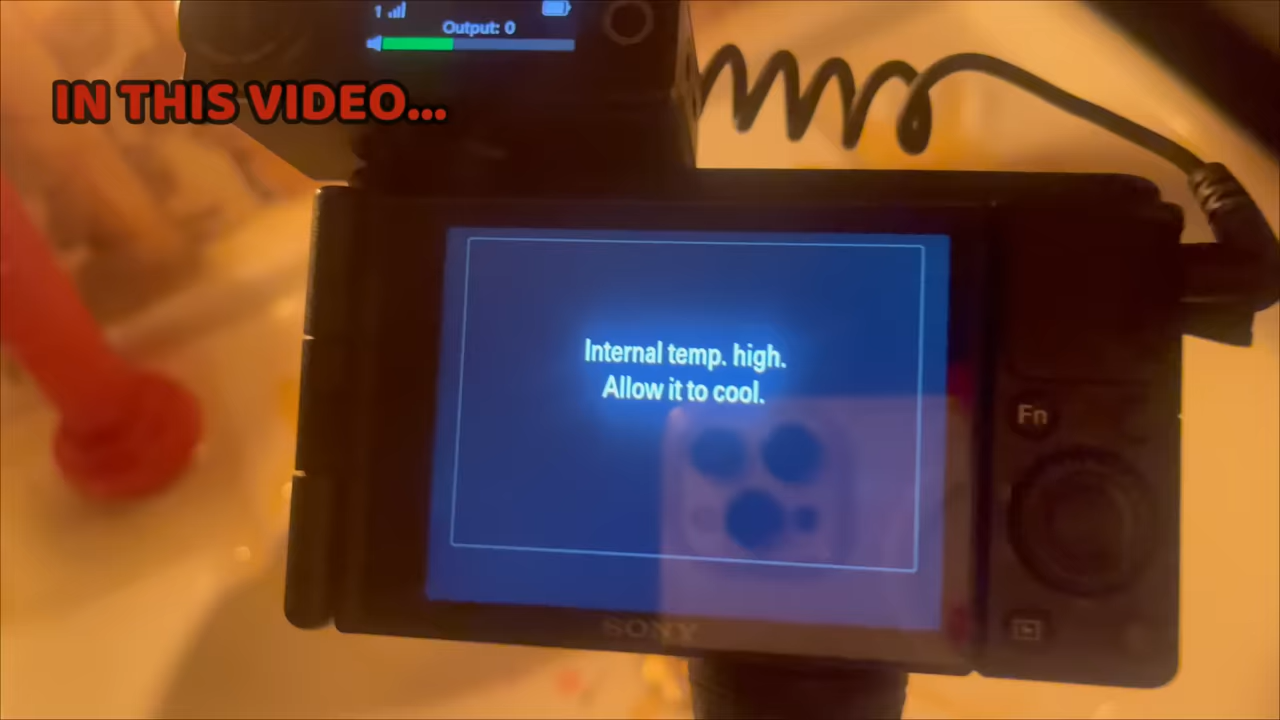 1
Output: 0
IN THIS VIDEO...
Internal temp. high.
Allow it to cool.
Fn
SONY